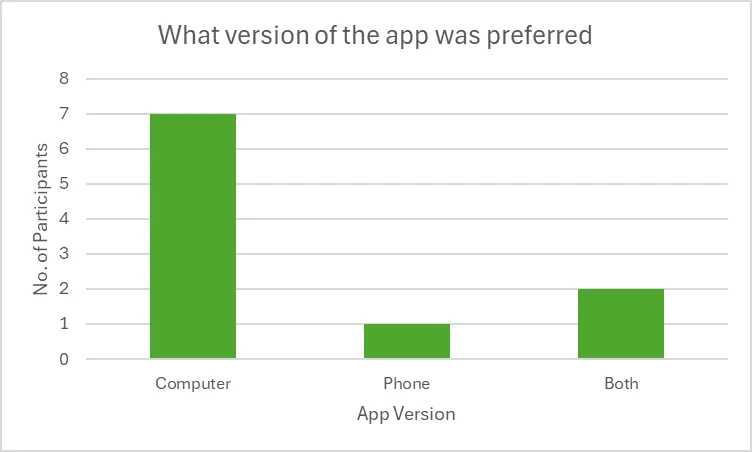 What version of the app was preferred
8
7
6
5
4
3
2
1
0
No. of Participants
Computer Phone Both
App Version